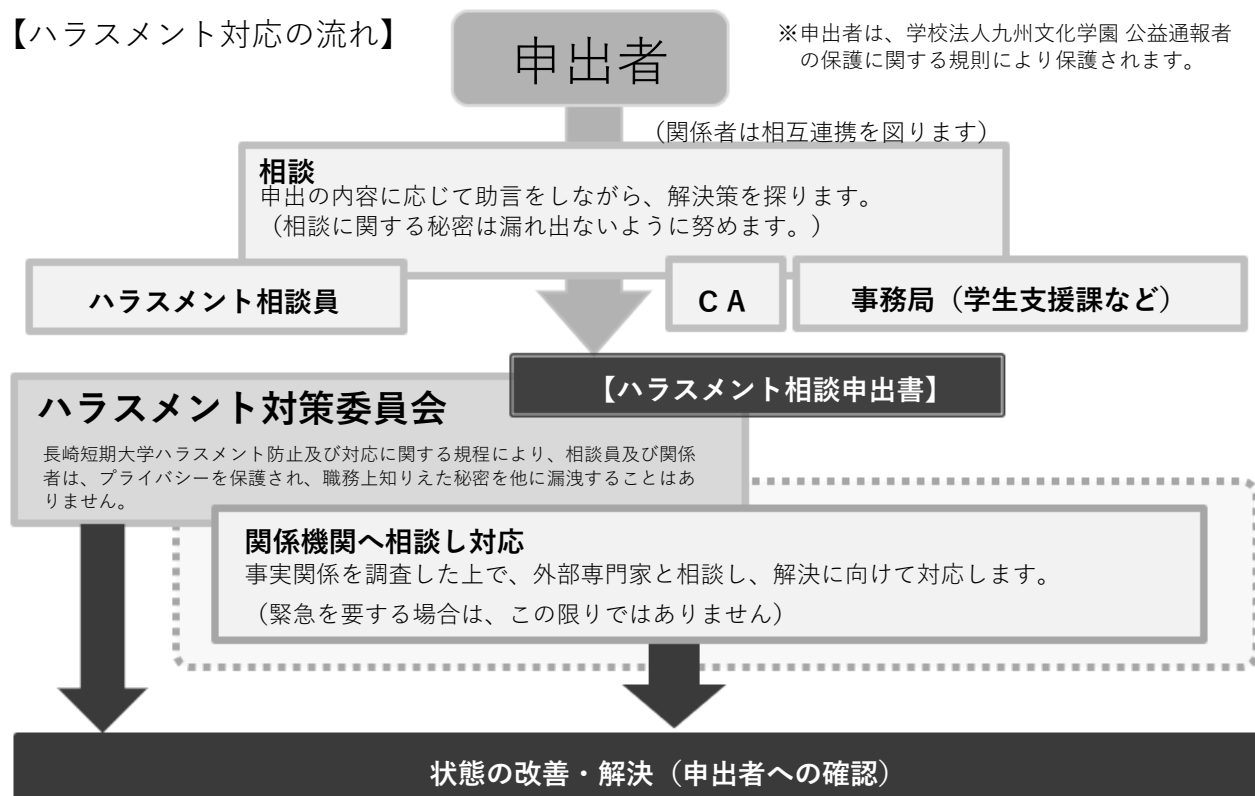 【ハラスメント対応の流れ】
申出者
※申出者は、学校法人九州文化学園 公益通報者
の保護に関する規則により保護されます。
（関係者は相互連携を図ります）
相談
申出の内容に応じて助言をしながら、解決策を探ります。
（相談に関する秘密は漏れ出ないように努めます。）
ハラスメント相談員
ＣＡ
事務局（学生支援課など）
【ハラスメント相談申出書】
ハラスメント対策委員会
長崎短期大学ハラスメント防止及び対応に関する規程により、相談員及び関係
者は、プライバシーを保護され、職務上知りえた秘密を他に漏洩することはあ
りません。
関係機関へ相談し対応
事実関係を調査した上で、外部専門家と相談し、解決に向けて対応します。
（緊急を要する場合は、この限りではありません）
状態の改善・解決（申出者への確認）